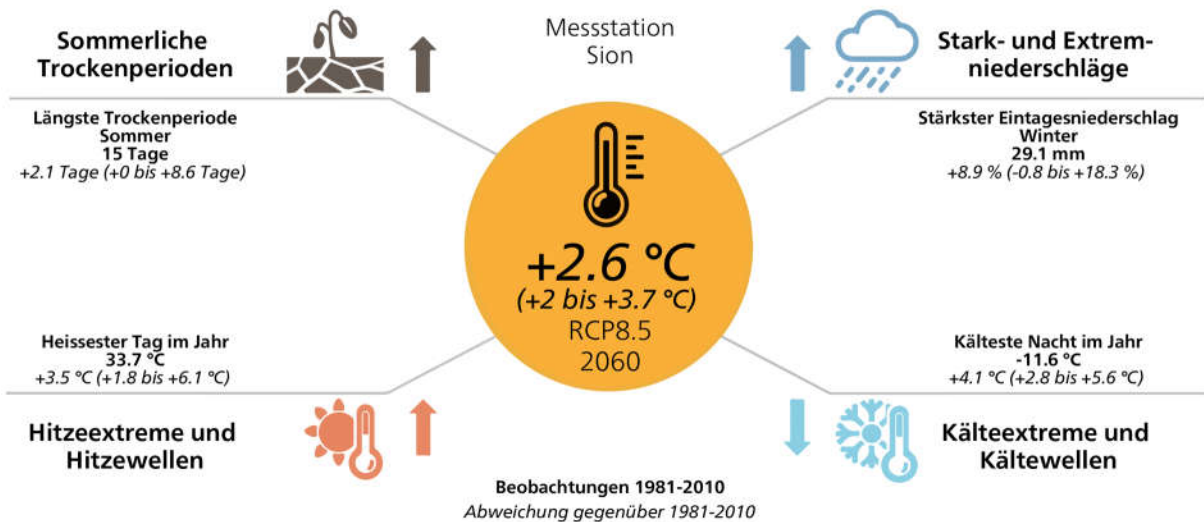 Sommerliche
Trockenperioden
Längste Trockenperiode
Sommer
15 Tage
+2.1 Tage (+0 bis +8.6 Tage)
Messstation
Sion
Stark- und Extrem-
niederschläge
Stärkster Eintagesniederschlag
Winter
29.1 mm
+8.9 % (-0.8 bis +18.3 %)
+2.6 °C
(+2 bis +3.7 °C)
RCP8.5
2060
Heissester Tag im Jahr
33.7 °C
+3.5 °C (+1.8 bis +6.1 °C)
Hitzeextreme und
Hitzewellen
Kälteste Nacht im Jahr
-11.6 °C
+4.1 °C (+2.8 bis +5.6 °C)
Kälteextreme und
Kältewellen
Beobachtungen 1981-2010
Abweichung gegenüber 1981-2010